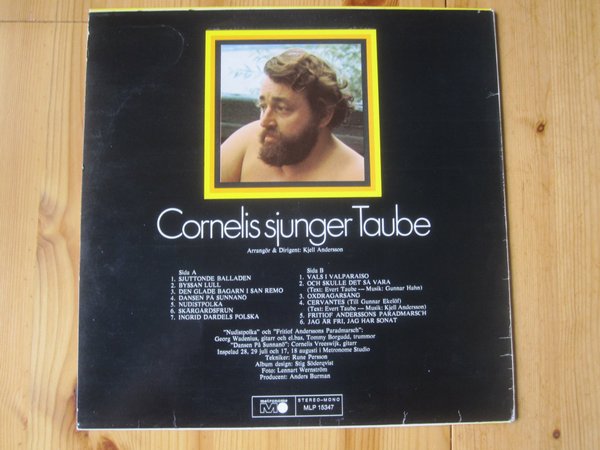 Cornelis sjunger Taube
Arrangör & Dirigent: Kjell Andersson
Sida A
1. SJUTTONDE BALLADEN
2. BYSSAN LULL
3. DEN GLADE BAGARN I SAN REMO
4. DANSEN PÅ SUNNANÖ
5. NUDISTPOLKA
6. SKÄRGÅRDSFRUN
7. INGRID DARDELS POLSKA
Sida B
1. VALS I VALPARAISO
2. OCH SKULLE DET SÅ VARA
(Text: Evert Taube — Musik: Gunnar Hahn)
3. OXDRAGARSÅNG
4. CERVANTES (Till Gunnar Ekelöf)
(Text: Evert Taube — Musik: Kjell Andersson)
5. FRITIOF ANDERSSONS PARADMARSCH
6. JAG ÄR FRI, JAG HAR SONAT
"Nudistpolka" och "Fritiof Anderssons Paradmarsch":
Georg Wadenius, gitarr och el.bas, Tommy Borgudd, trummor
"Dansen På Sunnanö": Cornelis Vreeswijk, gitarr
Inspelad 28, 29 juli och 17, 18 augusti i Metronome Studio
Tekniker: Rune Persson
Album design: Stig Söderqvist
Foto: Lennart Wernström
Producent: Anders Burman
metronome
STEREO-MONO
MLP 15347